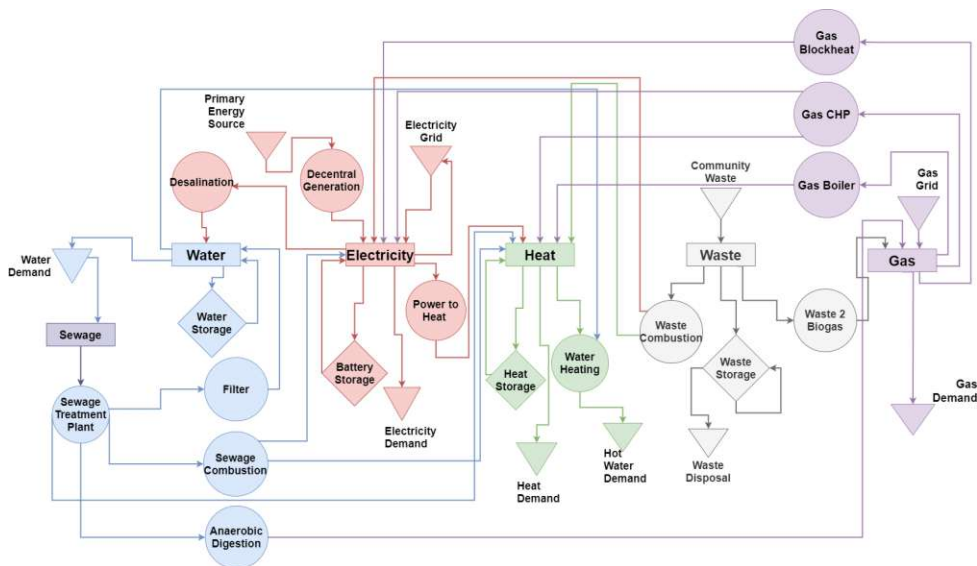 Gas
Blockheat
Primary
Energy
Source
Gas CHP
Electricity
Grid
Desalination
Decentral
Generation
Community
Waste
Gas Boiler
Gas
Grid
Water
Demand
Water
Electricity
Heat
Waste
Gas
Water
Storage
Power to
Heat
Sewage
Waste
Combustion
Waste 2
Biogas
Battery
Storage
Heat
Storage
Water
Heating
Waste
Storage
Sewage
Treatment
Plant
Filter
Gas
Demand
Electricity
Demand
Sewage
Combustion
Heat
Demand
Hot
Water
Demand
Waste
Disposal
Anaerobic
Digestion